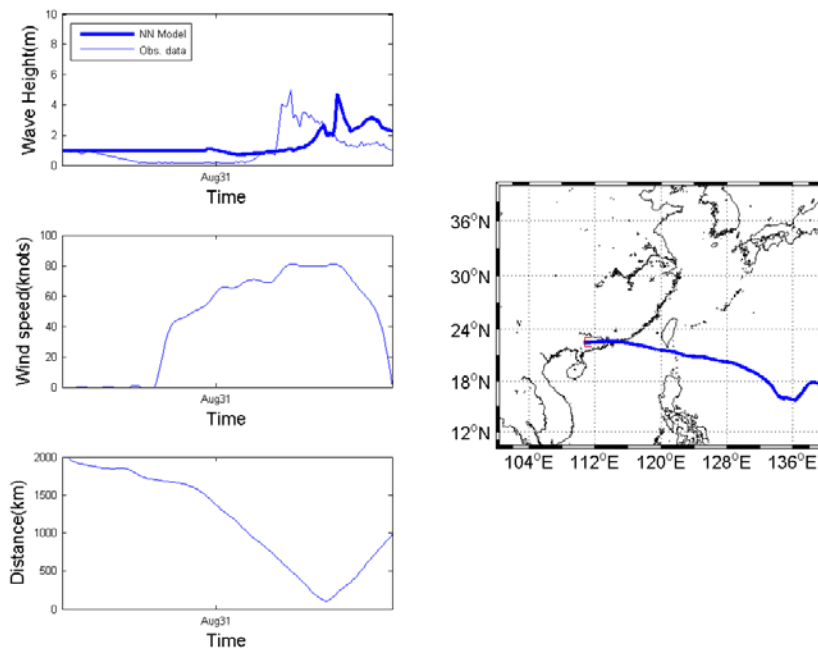 10
8
6
4
2
0
Wave Height(m)
NN Model
Obs. data
Aug31
Time
100
80
60
40
20
0
Wind speed(knots)
Aug31
Time
2000
1500
1000
500
0
Distance(km)
Aug31
Time
36°N
30°N
24°N
18°N
12°N
104°E 112°E 120°E 128°E 136°E